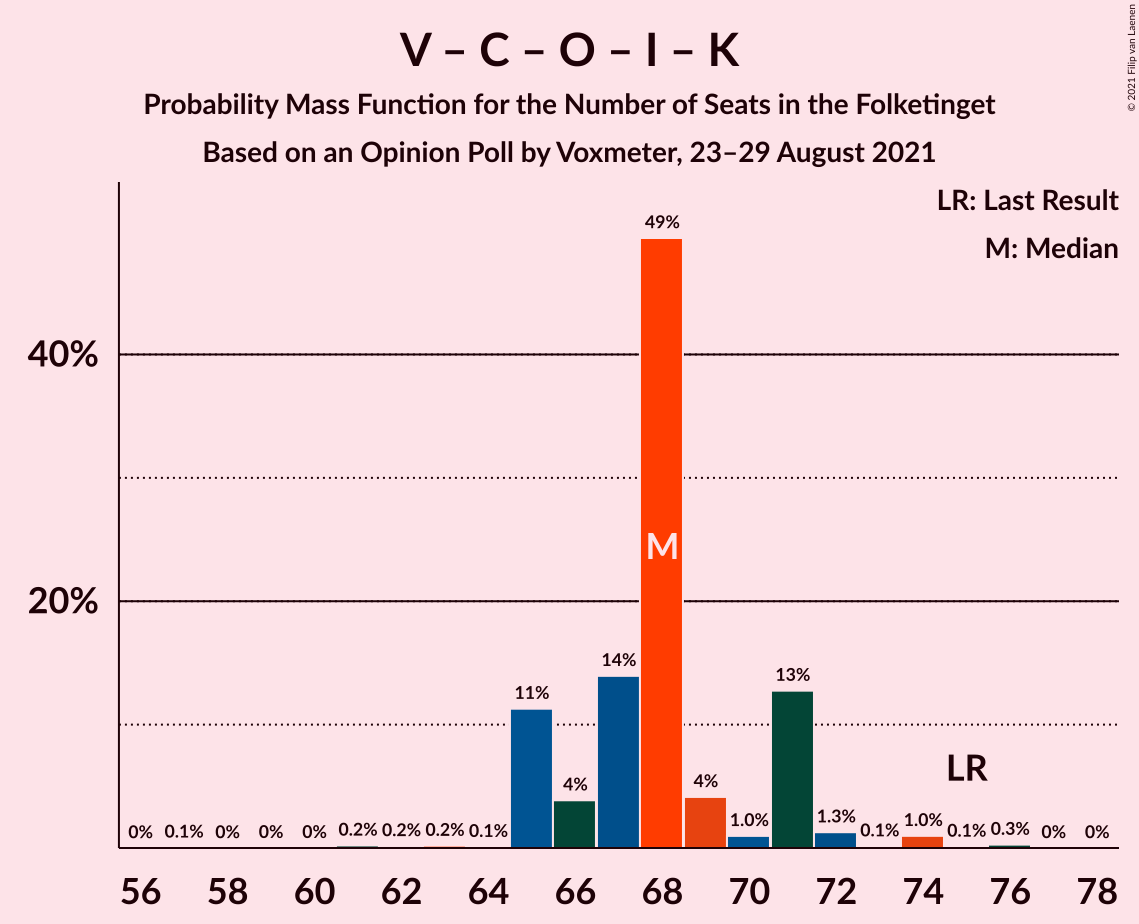 V – C – O – I – K
Probability Mass Function for the Number of Seats in the Folketinget
Based on an Opinion Poll by Voxmeter, 23–29 August 2021
© 2021 Filip van Laenen
LR: Last Result
M: Median
40%
20%
0% 0.1% 0% 0% 0% 0.2% 0.2% 0.2% 0.1% 11% 4% 14% 49% 4% 1.0% 13% 1.3% 0.1% 1.0% 0.1% 0.3% 0% 0%
M
LR
56 58 60 62 64 66 68 70 72 74 76 78